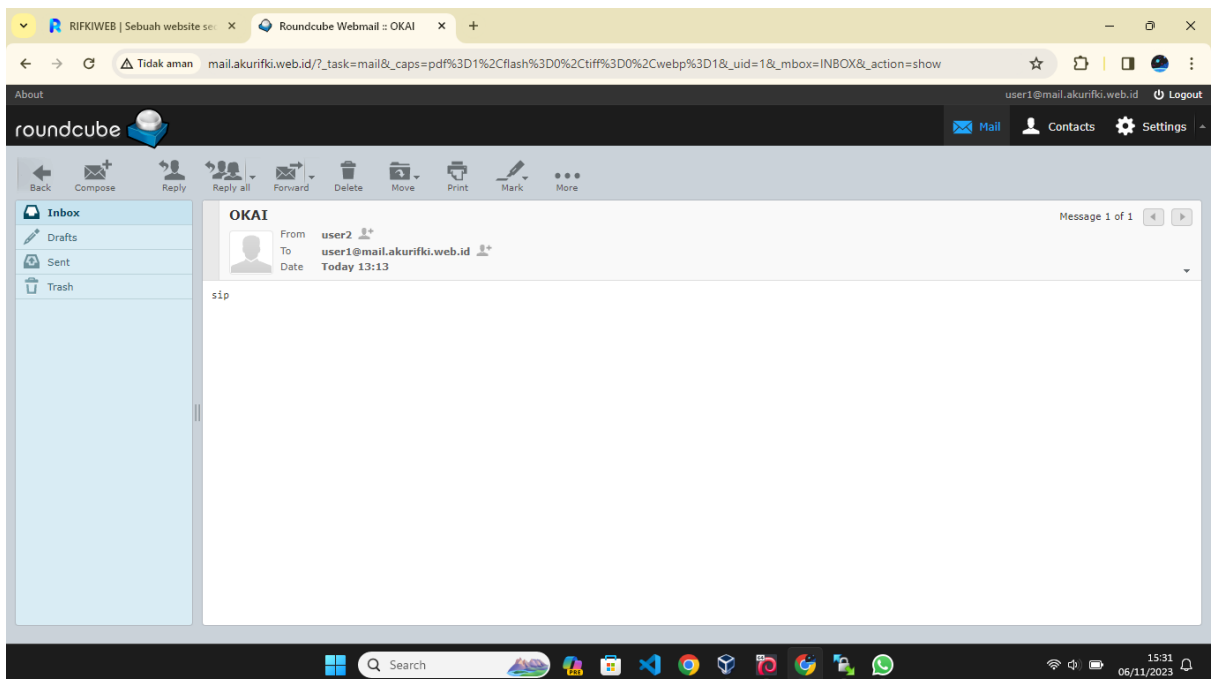 RIFKIWEB | Sebuah website se
Roundcube Webmail :: OKAI
Tidak aman mail.akurifki.web.id/?_task=mail&_caps=pdf%3D1%2Cflash%3D0%2Ctiff%3D0%2Cwebp%3D1&_uid=1&_mbox=INBOX&_action=show
About user1@mail.akurifki.web.id Logout
roundcube Mail Contacts Settings
Back Compose Reply Reply all Forward Delete Move Print Mark More
Inbox
Drafts
Sent
Trash
OKAI Message 1 of 1
From user2
To user1@mail.akurifki.web.id
Date Today 13:13
sip
Search PRE 15:31
06/11/2023